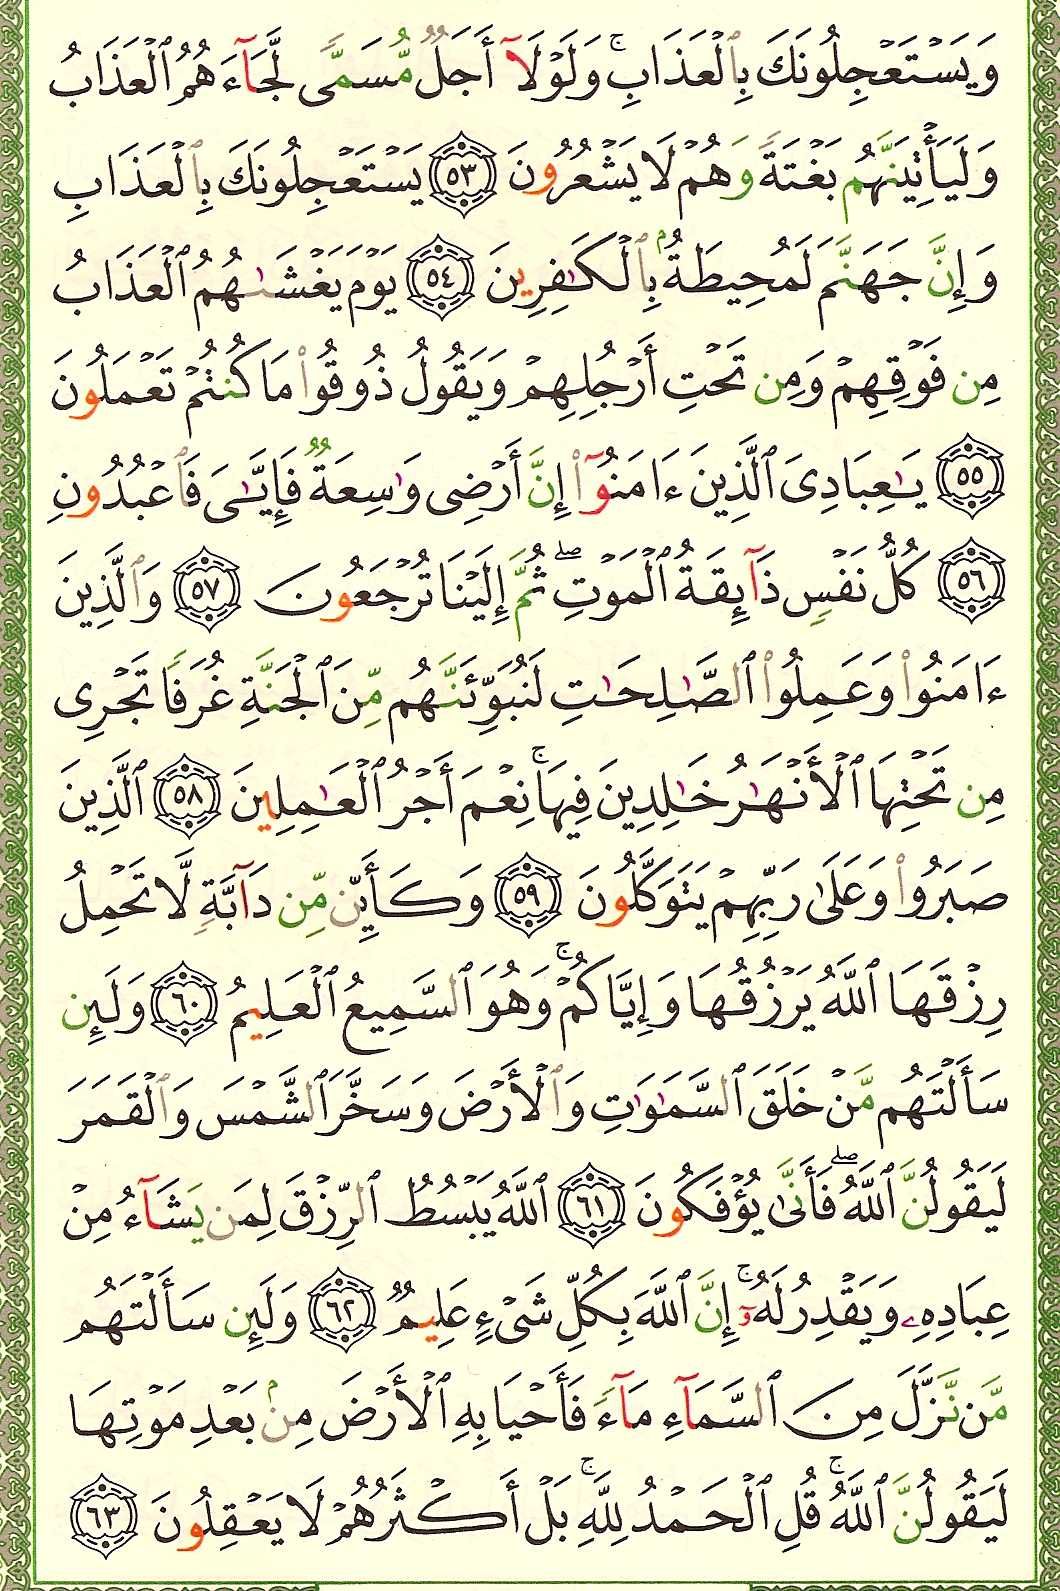 وَيَسْتَعْجِلُونَكَ بِٱلْعَذَابِ ۚ وَلَوْلَآ أَجَلٌ مُّسَمًّى لَّجَآءَهُمُ ٱلْعَذَابُ
وَلَيَأْتِيَنَّهُم بَغْتَةً وَهُمْ لَا يَشْعُرُونَ ٥٣ يَسْتَعْجِلُونَكَ بِٱلْعَذَابِ
وَإِنَّ جَهَنَّمَ لَمُحِيطَةٌۢ بِٱلْكَـٰفِرِينَ ٥٤ يَوْمَ يَغْشَىٰهُمُ ٱلْعَذَابُ
مِن فَوْقِهِمْ وَمِن تَحْتِ أَرْجُلِهِمْ وَيَقُولُ ذُوقُوا۟ مَا كُنتُمْ تَعْمَلُونَ
٥٥ يَـٰعِبَادِىَ ٱلَّذِينَ ءَامَنُوٓا۟ إِنَّ أَرْضِى وَٰسِعَةٌ فَإِيَّـٰىَ فَٱعْبُدُونِ
٥٦ كُلُّ نَفْسٍ ذَآئِقَةُ ٱلْمَوْتِ ۖ ثُمَّ إِلَيْنَا تُرْجَعُونَ ٥٧ وَٱلَّذِينَ
ءَامَنُوا۟ وَعَمِلُوا۟ ٱلصَّـٰلِحَـٰتِ لَنُبَوِّئَنَّهُم مِّنَ ٱلْجَنَّةِ غُرَفًا تَجْرِى
مِن تَحْتِهَا ٱلْأَنْهَـٰرُ خَـٰلِدِينَ فِيهَا ۚ نِعْمَ أَجْرُ ٱلْعَـٰمِلِينَ ٥٨ ٱلَّذِينَ
صَبَرُوا۟ وَعَلَىٰ رَبِّهِمْ يَتَوَكَّلُونَ ٥٩ وَكَأَيِّن مِّن دَآبَّةٍ لَّا تَحْمِلُ
رِزْقَهَا ٱللَّهُ يَرْزُقُهَا وَإِيَّاكُمْ ۚ وَهُوَ ٱلسَّمِيعُ ٱلْعَلِيمُ ٦٠ وَلَئِن
سَأَلْتَهُم مَّنْ خَلَقَ ٱلسَّمَـٰوَٰتِ وَٱلْأَرْضَ وَسَخَّرَ ٱلشَّمْسَ وَٱلْقَمَرَ
لَيَقُولُنَّ ٱللَّهُ ۖ فَأَنَّىٰ يُؤْفَكُونَ ٦١ ٱللَّهُ يَبْسُطُ ٱلرِّزْقَ لِمَن يَشَآءُ مِنْ
عِبَادِهِۦ وَيَقْدِرُ لَهُۥٓ ۚ إِنَّ ٱللَّهَ بِكُلِّ شَىْءٍ عَلِيمٌ ٦٢ وَلَئِن سَأَلْتَهُم
مَّن نَّزَّلَ مِنَ ٱلسَّمَآءِ مَآءً فَأَحْيَا بِهِ ٱلْأَرْضَ مِنۢ بَعْدِ مَوْتِهَا
لَيَقُولُنَّ ٱللَّهُ ۚ قُلِ ٱلْحَمْدُ لِلَّهِ ۚ بَلْ أَكْثَرُهُمْ لَا يَعْقِلُونَ ٦٣